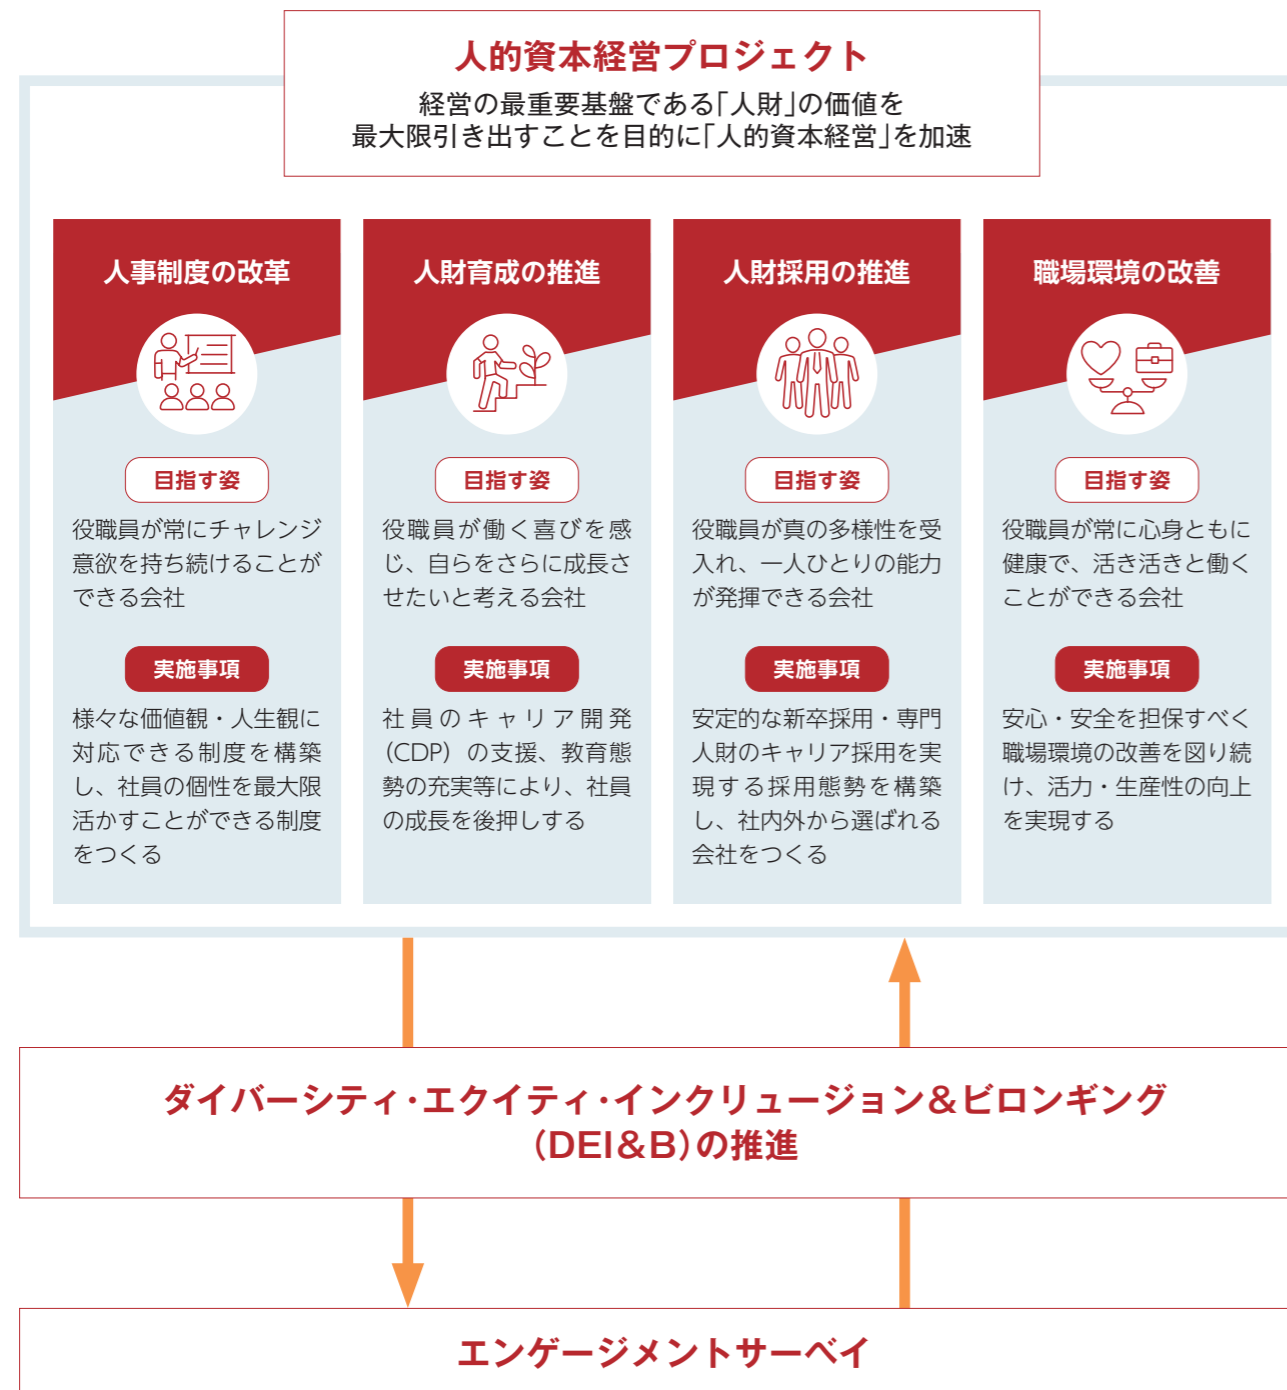 人的資本経営プロジェクト
経営の最重要基盤である「人財」の価値を
最大限引き出すことを目的に「人的資本経営」を加速
人事制度の改革
目指す姿
役職員が常にチャレンジ
意欲を持ち続けることが
できる会社
実施事項
様々な価値観・人生観に
対応できる制度を構築
し、社員の個性を最大限
活かすことができる制度
をつくる
人財育成の推進
目指す姿
役職員が働く喜びを感
じ、自らをさらに成長さ
せたいと考える会社
実施事項
社員のキャリア開発
(CDP)の支援、教育態
勢の充実等により、社員
の成長を後押しする
人財採用の推進
目指す姿
役職員が真の多様性を受
入れ、一人ひとりの能力
が発揮できる会社
実施事項
安定的な新卒採用・専門
人財のキャリア採用を実
現する採用態勢を構築
し、社内外から選ばれる
会社をつくる
職場環境の改善
目指す姿
役職員が常に心身ともに
健康で、活き活きと働く
ことができる会社
実施事項
安心・安全を担保すべく
職場環境の改善を図り続
け、活力・生産性の向上
を実現する
ダイバーシティ・エクイティ・インクリュージョン&ビロンギング
(DEI&B)の推進
エンゲージメントサーベイ